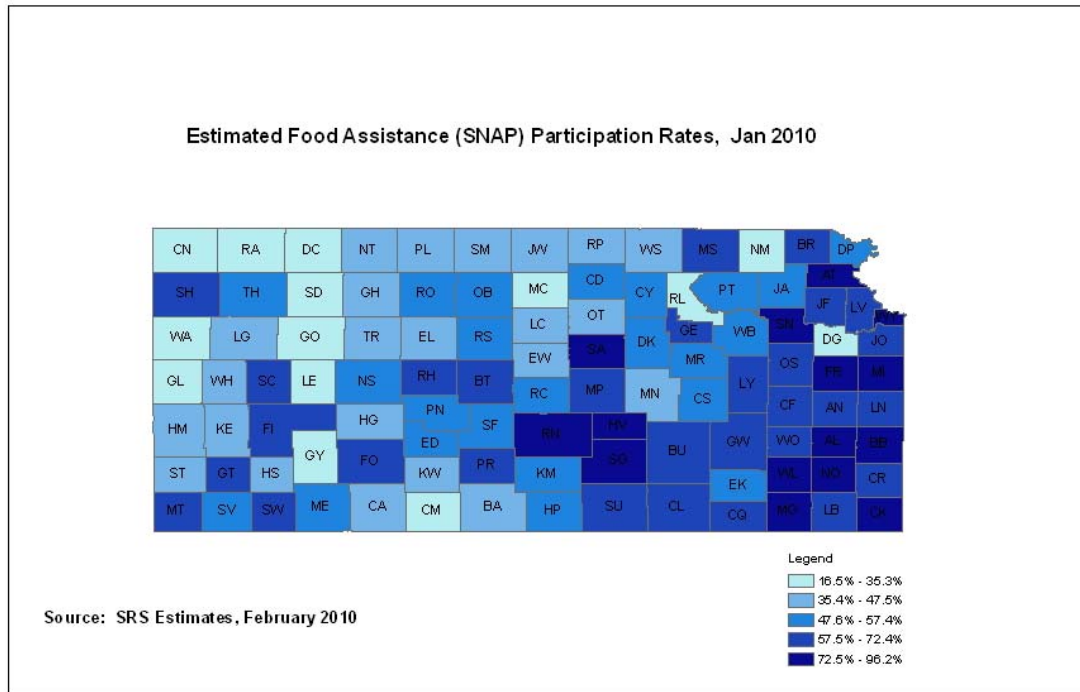 Estimated Food Assistance (SNAP) Participation Rates, Jan 2010
CN RA DC NT PL SM JW RP WS MS NM BR DP
SH TH SD GH RO OB MC CD CY RL PT JA AT
JF LV
WA LG GO TR EL RS LC OT DK GE WB SN DG JO
GL WH SC LE NS RH BT EW SA MR OS FR MI
RC MP MN CS LY
HM KE FI HG PN SF RN HV CF AN LN
GY ED SG BU GW WO AL BB
ST GT HS FO KW PR KM EK WL NO CR
MT SV SW ME CA CM BA HP SU CL CQ MG LB CK
Legend
16.5% - 35.3%
35.4% - 47.5%
47.6% - 57.4%
57.5% - 72.4%
72.5% - 96.2%
Source: SRS Estimates, February 2010